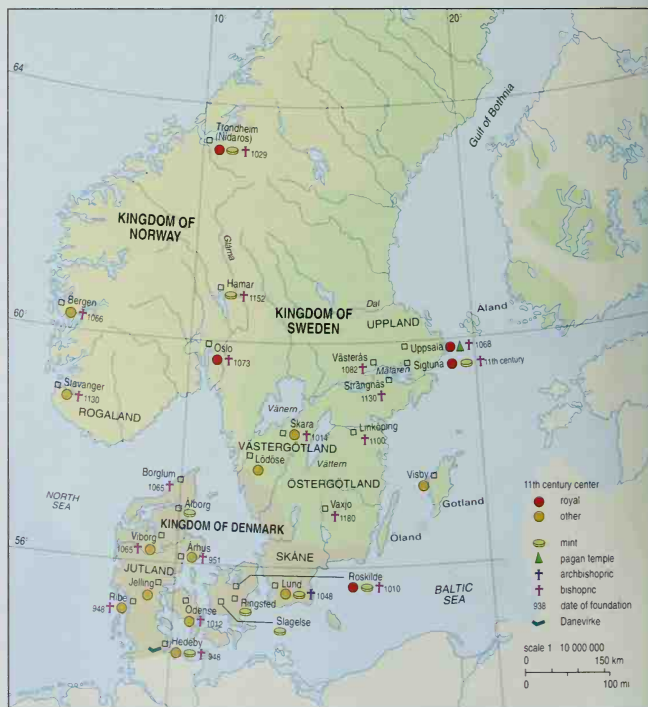 10°
20°
64°
Gulf of Bothnia
Trondheim
(Nidaros)
1029
KINGDOM OF
NORWAY
Glåma
Hamar
1152
Bergen
1066
KINGDOM OF
SWEDEN
Dal
UPPLAND
Åland
60°
Oslo
1073
Uppsala
1068
Västerås
1082
Mälaren
Sigtuna
11th century
Strängnäs
1130
Stavanger
1130
ROGALAND
Vänern
Skara
1014
Linköping
1100
VÄSTERGÖTLAND
Lödöse
Vättern
ÖSTERGÖTLAND
Visby
Gotland
Borglum
1065
NORTH
SEA
Ålborg
Vaxjo
1180
Öland
KINGDOM OF DENMARK
Viborg
1065
56°
Århus
951
SKÅNE
JUTLAND
Jelling
Roskilde
1010
Lund
1048
BALTIC
SEA
Ribe
948
Ringsted
Odense
1012
Slagelse
Hedeby
948
11th century center
royal
other
mint
pagan temple
archbishopric
bishopric
938 date of foundation
Danevirke
scale 1 : 10 000 000
0 150 km
0 100 mi